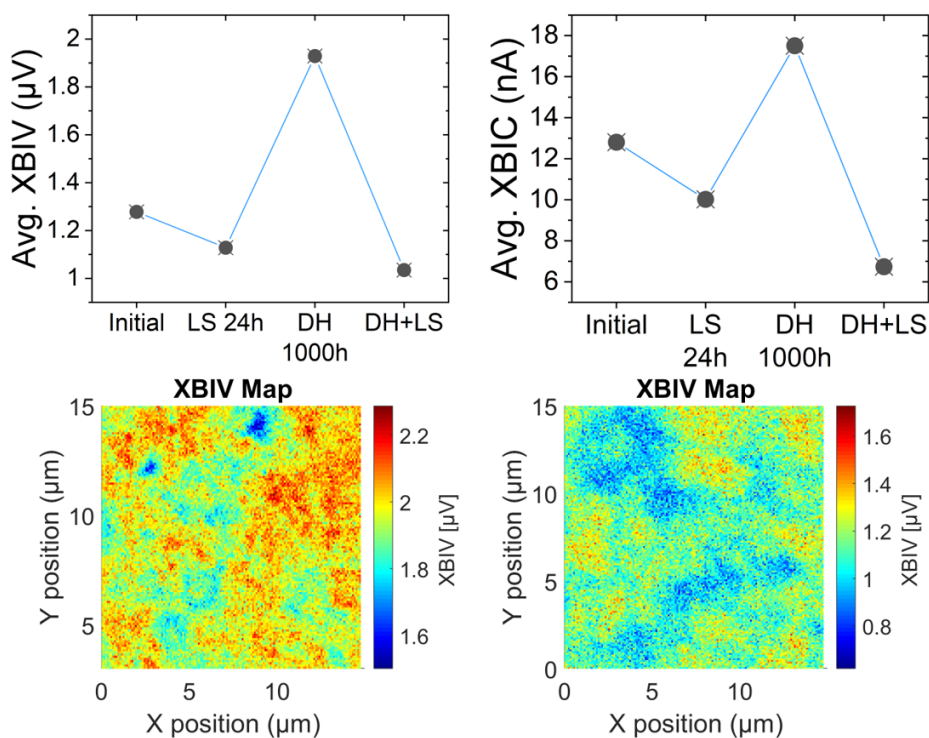 Avg. XBIV (µV)
2
1.8
1.6
1.4
1.2
1
Initial
LS 24h
DH
1000h
DH+LS
Avg. XBIC (nA)
18
16
14
12
10
8
6
Initial
LS
24h
DH
1000h
DH+LS
XBIV Map
Y position (µm)
15
10
5
0
5
10
X position (µm)
2.2
2
1.8
1.6
XBIV [µV]
XBIV Map
Y position (µm)
15
10
5
0
0
5
10
X position (µm)
1.6
1.4
1.2
1
0.8
XBIV [µV]